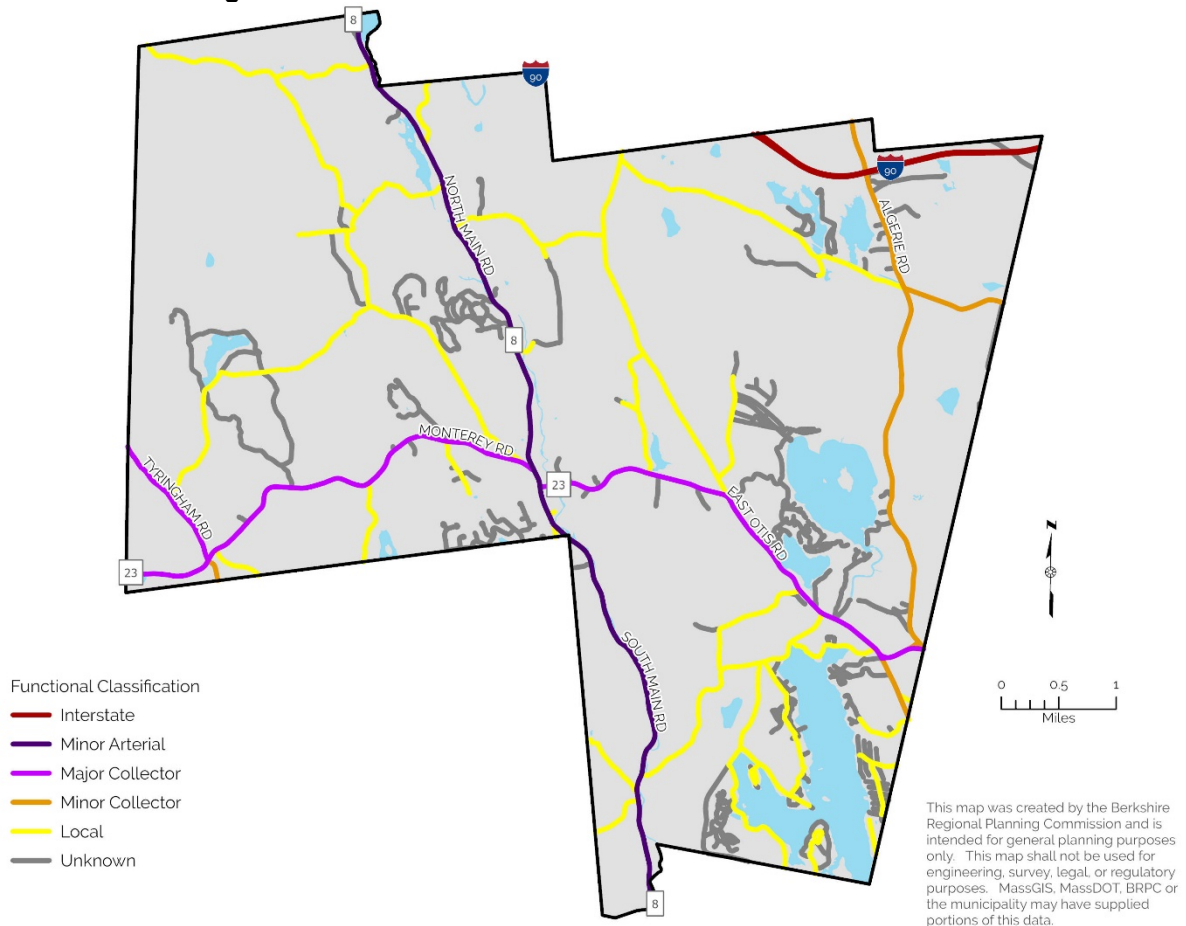 8
90
90
NORTH MAIN RD
ALGERIE RD
8
MONTEREY RD
TYRINGHAM RD
23
EAST OTIS RD
23
SOUTH MAIN RD
8
N
0 0.5 1
Miles
Functional Classification
Interstate
Minor Arterial
Major Collector
Minor Collector
Local
Unknown
This map was created by the Berkshire
Regional Planning Commission and is
intended for general planning purposes
only. This map shall not be used for
engineering, survey, legal, or regulatory
purposes. MassGIS, MassDOT, BRPC or
the municipality may have supplied
portions of this data.